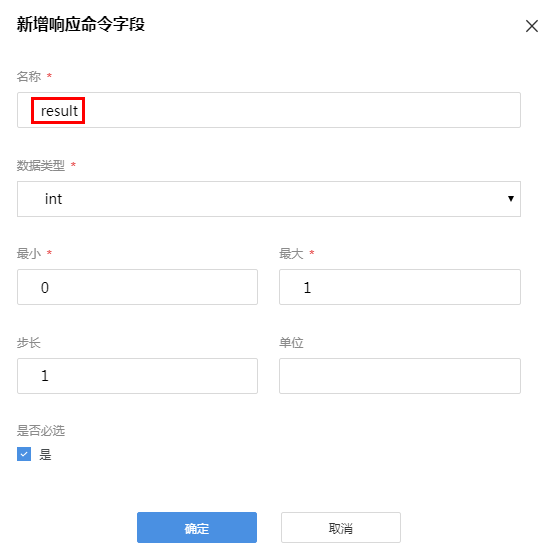 新增响应命令字段
名称 *
result
数据类型 *
int
最小 * 最大 *
0 1
步长 单位
1
是否必选
是
确定 取消